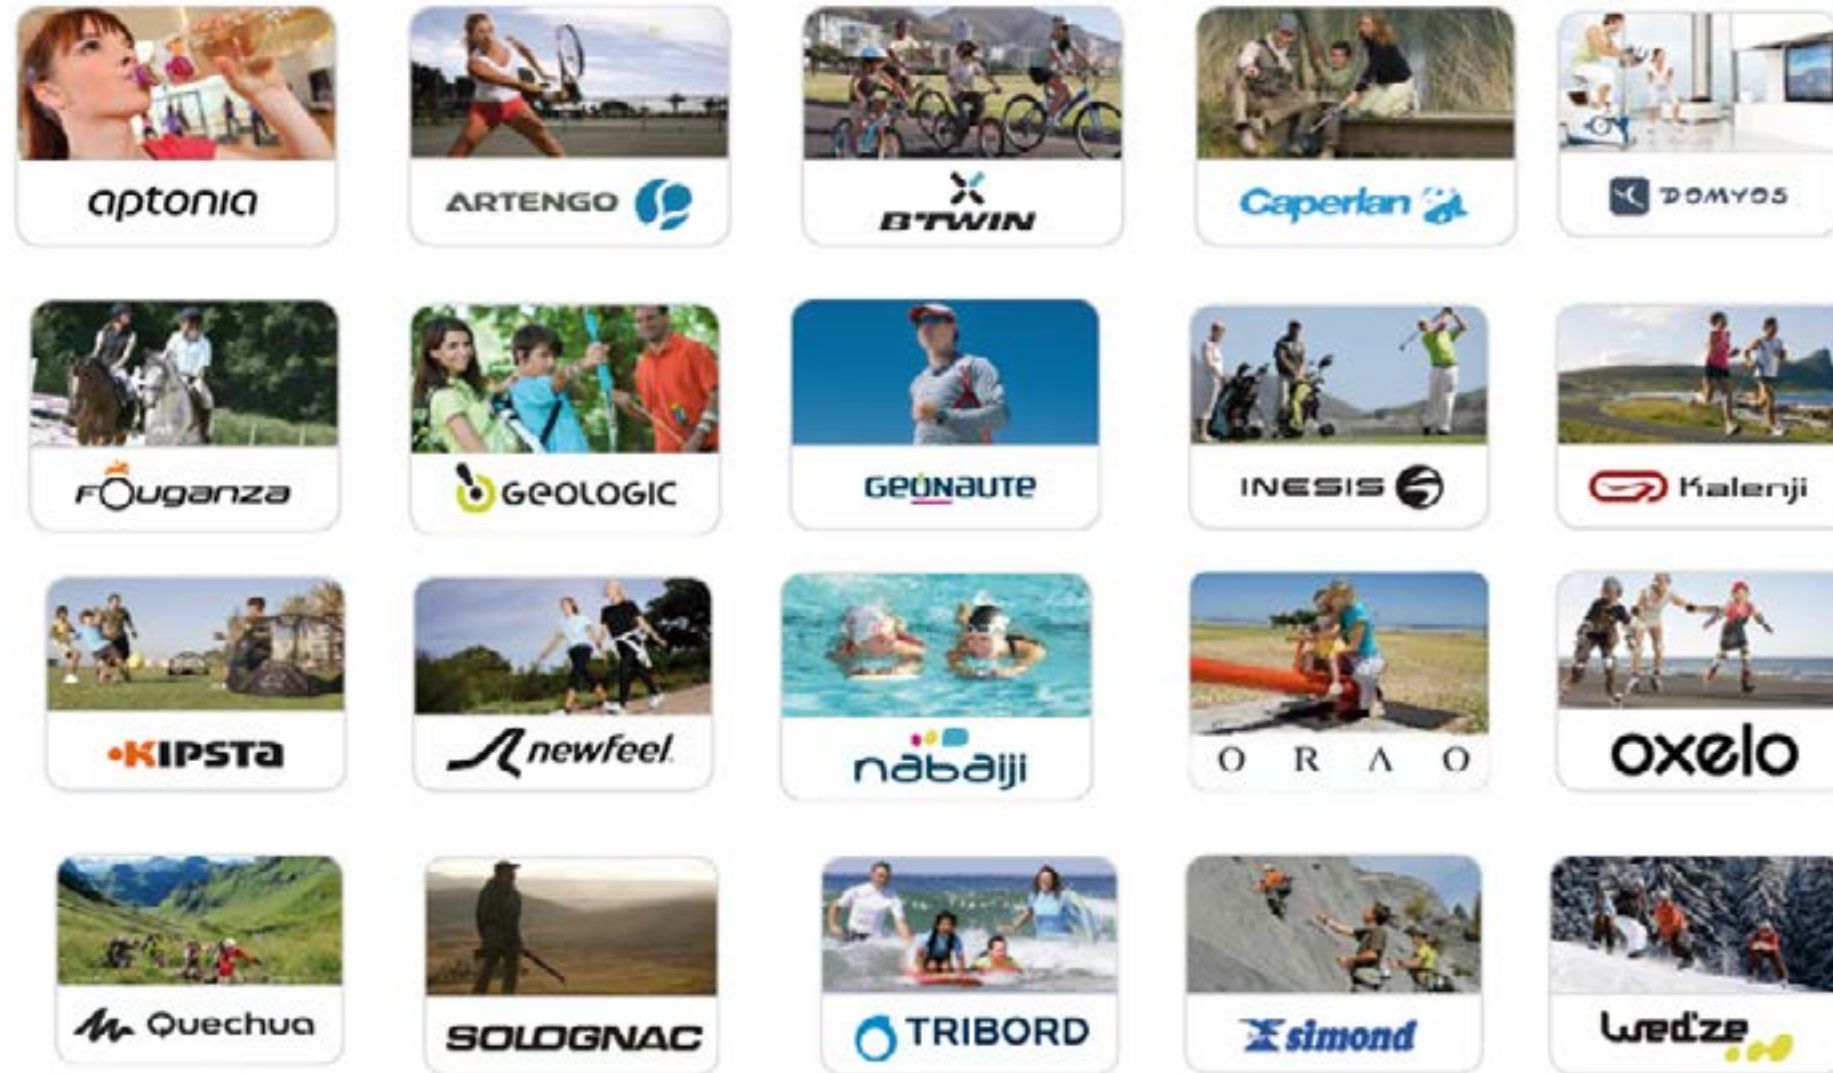 aptonia
ARTENGO
B'TWIN
Caperlan
DOMYOS
FOuganza
GEOLOGIC
GEONAUTE
INESIS
Kalenji
KIPSTA
newfeel.
nabaiji
ORAO
oxelo
Quechua
SOLOGNAC
TRIBORD
simond
wed'ze